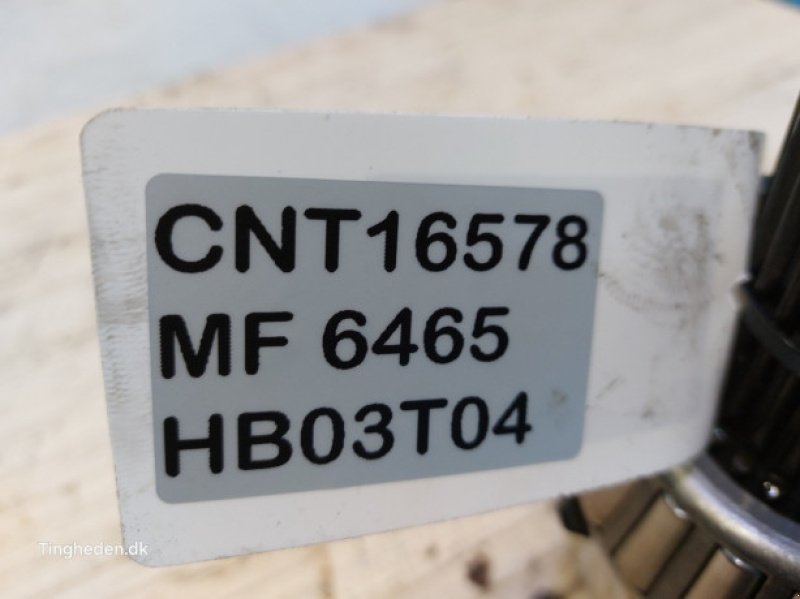 CNT16578
MF 6465
HB03T04
Tingheden.dk